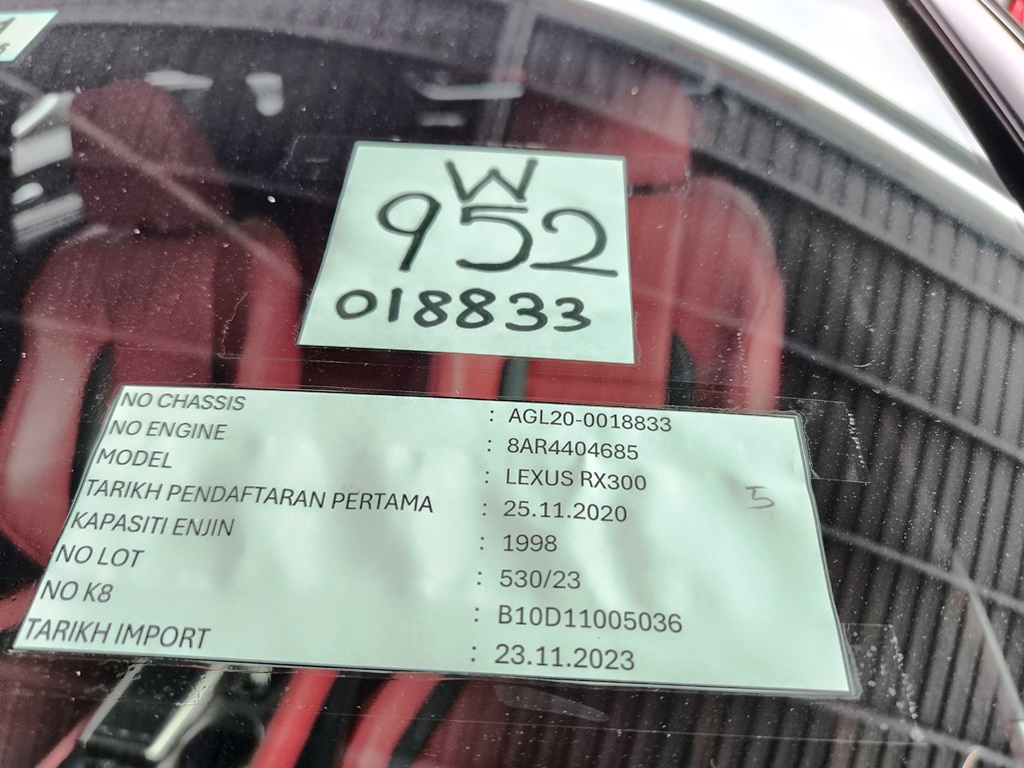 W
952
018833
NO CHASSIS : AGL20-0018833
NO ENGINE : 8AR4404685
MODEL : LEXUS RX300
TARIKH PENDAFTARAN PERTAMA : 25.11.2020
KAPASITI ENJIN : 1998
NO LOT : 530/23
NO K8 : B10D11005036
TARIKH IMPORT : 23.11.2023
5